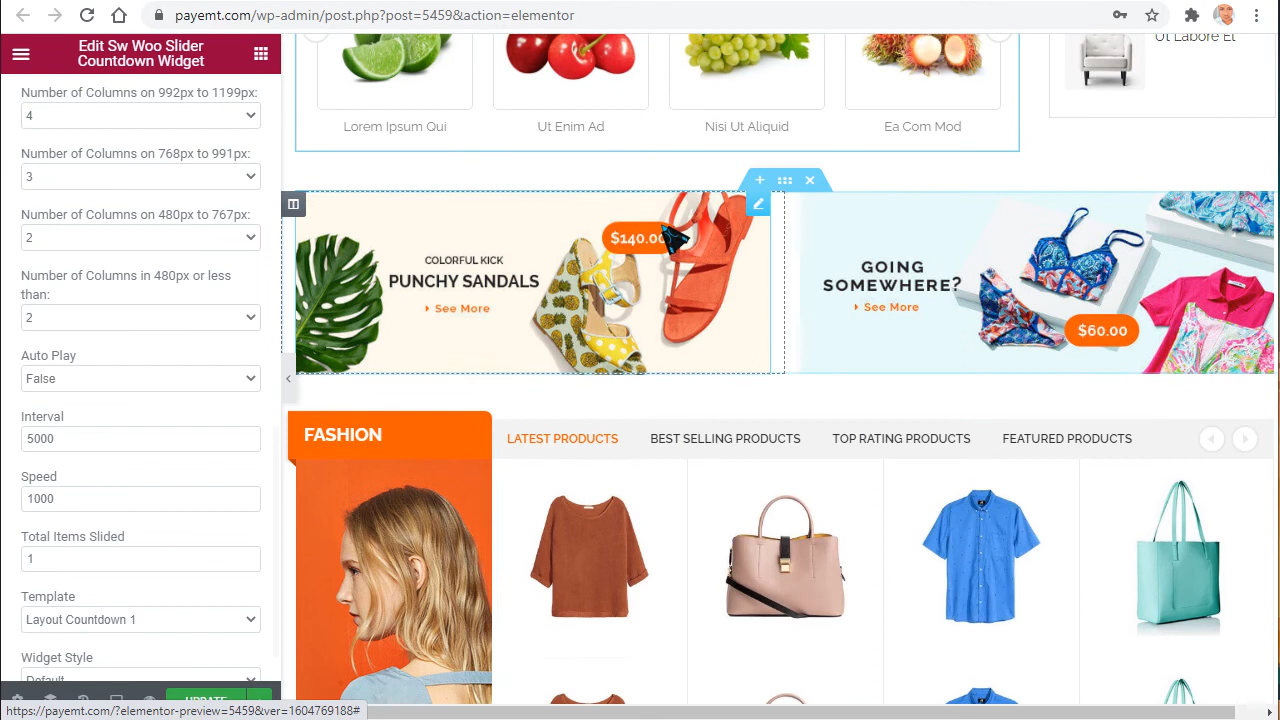 payemt.com/wp-admin/post.php?post=5459&action=elementor
Edit Sw Woo Slider
Countdown Widget
Number of Columns on 992px to 1199px:
4
Number of Columns on 768px to 991px:
3
Number of Columns on 480px to 767px:
2
Number of Columns in 480px or less
than:
2
Auto Play
False
Interval
5000
Speed
1000
Total Items Slided
1
Template
Layout Countdown 1
Widget Style
Default
UPDATE
https://payemt.com/?elementor-preview=5459&ver=1604769188#
Ut Labore Et
Lorem Ipsum Qui
Ut Enim Ad
Nisi Ut Aliquid
Ea Com Mod
$140.00
COLORFUL KICK
PUNCHY SANDALS
See More
GOING
SOMEWHERE?
See More
$60.00
FASHION
LATEST PRODUCTS
BEST SELLING PRODUCTS
TOP RATING PRODUCTS
FEATURED PRODUCTS